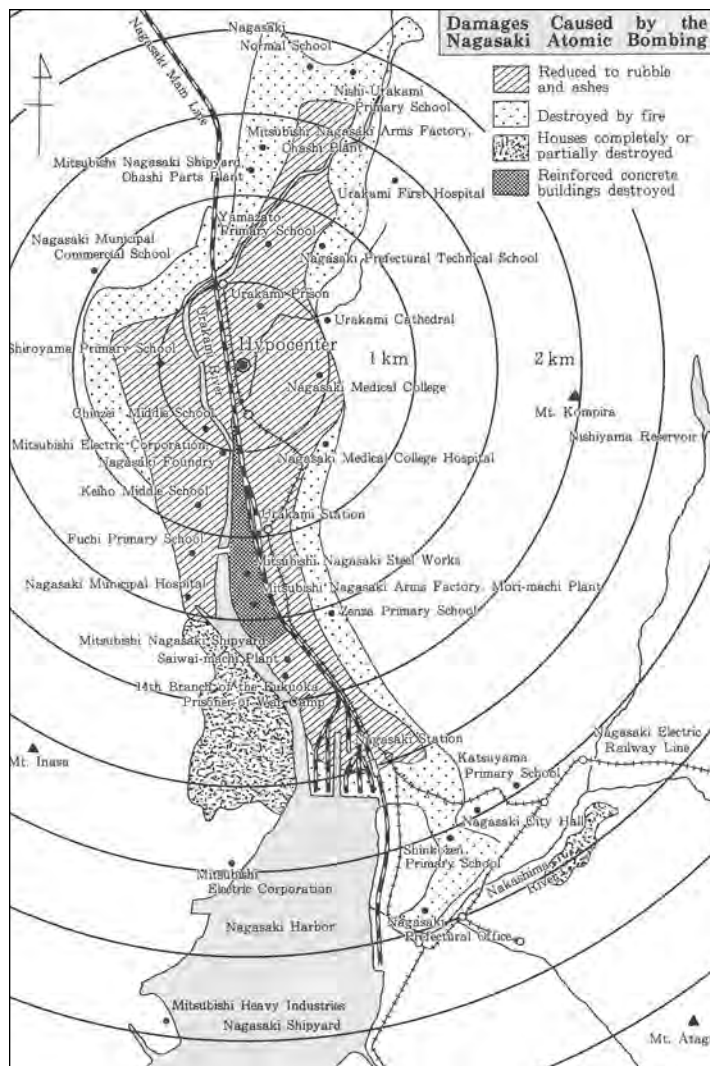 Damages Caused by the
Nagasaki Atomic Bombing
Reduced to rubble
and ashes
Destroyed by fire
Houses completely or
partially destroyed
Reinforced concrete
buildings destroyed
Nagasaki
Normal School
Nagasaki Main Line
Nishi-Urakami
Primary School
Mitsubishi Nagasaki Arms Factory,
Ohashi Plant
Mitsubishi Nagasaki Shipyard,
Ohashi Parts Plant
Urakami First Hospital
Yamazato
Primary School
Nagasaki Municipal
Commercial School
Nagasaki Prefectural Technical School
Urakami Prison
Urakami Cathedral
Urakami River
Shiroyama Primary School
Hypocenter
1 km
2 km
Nagasaki Medical College
Mt. Kompira
Chinzei Middle School
Nishiyama Reservoir
Mitsubishi Electric Corporation,
Nagasaki Foundry
Nagasaki Medical College Hospital
Keiho Middle School
Urakami Station
Fuchi Primary School
Mitsubishi Nagasaki Steel Works
Nagasaki Municipal Hospital
Mitsubishi Nagasaki Arms Factory, Mori-machi Plant
Zenza Primary School
Mitsubishi Nagasaki Shipyard
Saiwai-machi Plant
14th Branch of the Fukuoka
Prisoner of War Camp
Nagasaki Station
Nagasaki Electric
Railway Line
Mt. Inasa
Katsuyama
Primary School
Nagasaki City Hall
Shinkozen
Primary School
Nakashima
River
Mitsubishi
Electric Corporation
Nagasaki Harbor
Nagasaki
Prefectural Office
Mitsubishi Heavy Industries
Nagasaki Shipyard
Mt. Atago